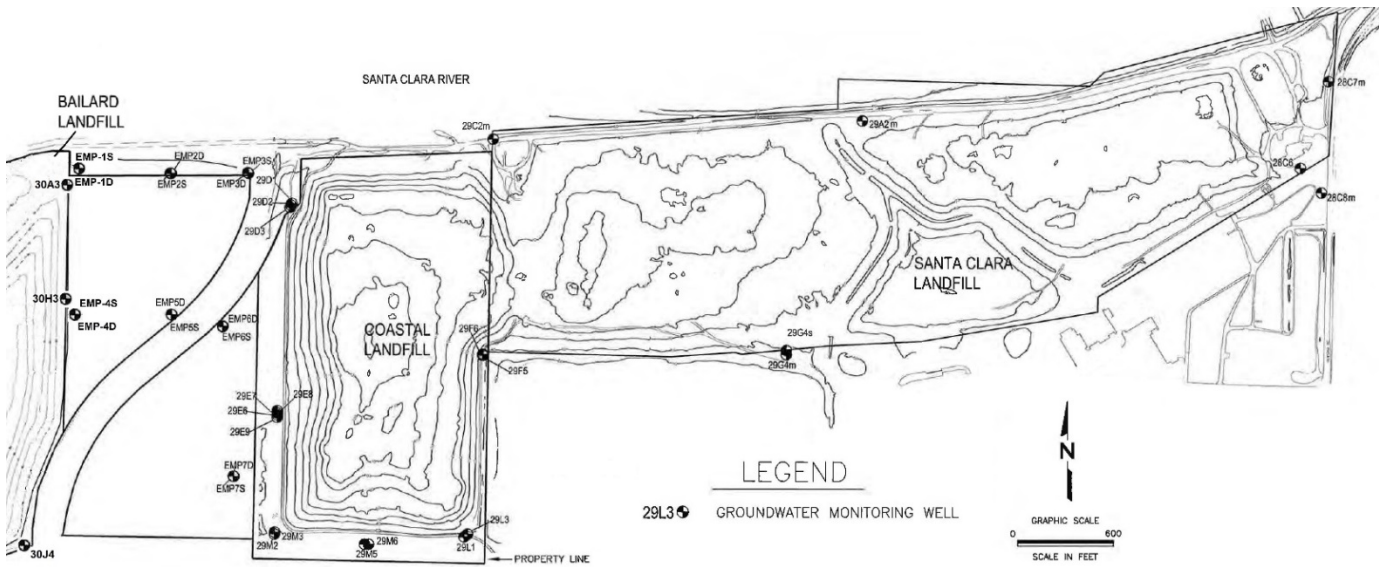 SANTA CLARA RIVER
BAILARD
LANDFILL
28C7m
29C2m
29A2m
EMP-1S
EMP2D
EMP3S
29D1
28C6
30A3
EMP-1D
EMP2S
EMP3D
29D2
28C8m
29D3
SANTA CLARA
LANDFILL
30H3
EMP-4S
EMP5D
EMP6D
COASTAL
LANDFILL
29F6
29G4s
EMP-4D
EMP5S
EMP6S
29G4m
29F5
29E7
29E8
29E6
29E9
N
EMP7D
LEGEND
EMP7S
29L3
GROUNDWATER MONITORING WELL
29L3
GRAPHIC SCALE
0
600
29M3
29M6
29L1
29M2
SCALE IN FEET
30J4
29M5
PROPERTY LINE